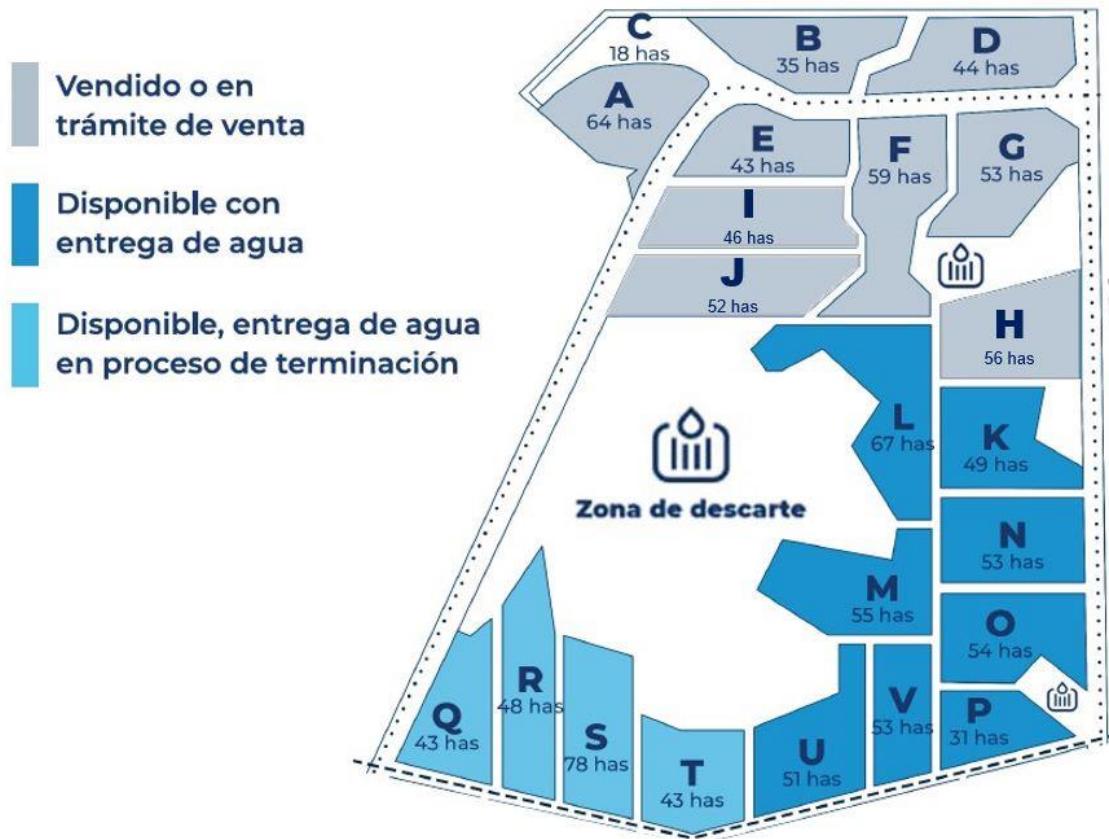 Vendido o en
trámite de venta
Disponible con
entrega de agua
Disponible, entrega de agua
en proceso de terminación
C
18 has
B
35 has
D
44 has
A
64 has
E
43 has
F
59 has
G
53 has
I
46 has
J
52 has
H
56 has
L
67 has
K
49 has
Zona de descarte
N
53 has
M
55 has
O
54 has
R
48 has
Q
43 has
S
78 has
T
43 has
U
51 has
V
53 has
P
31 has